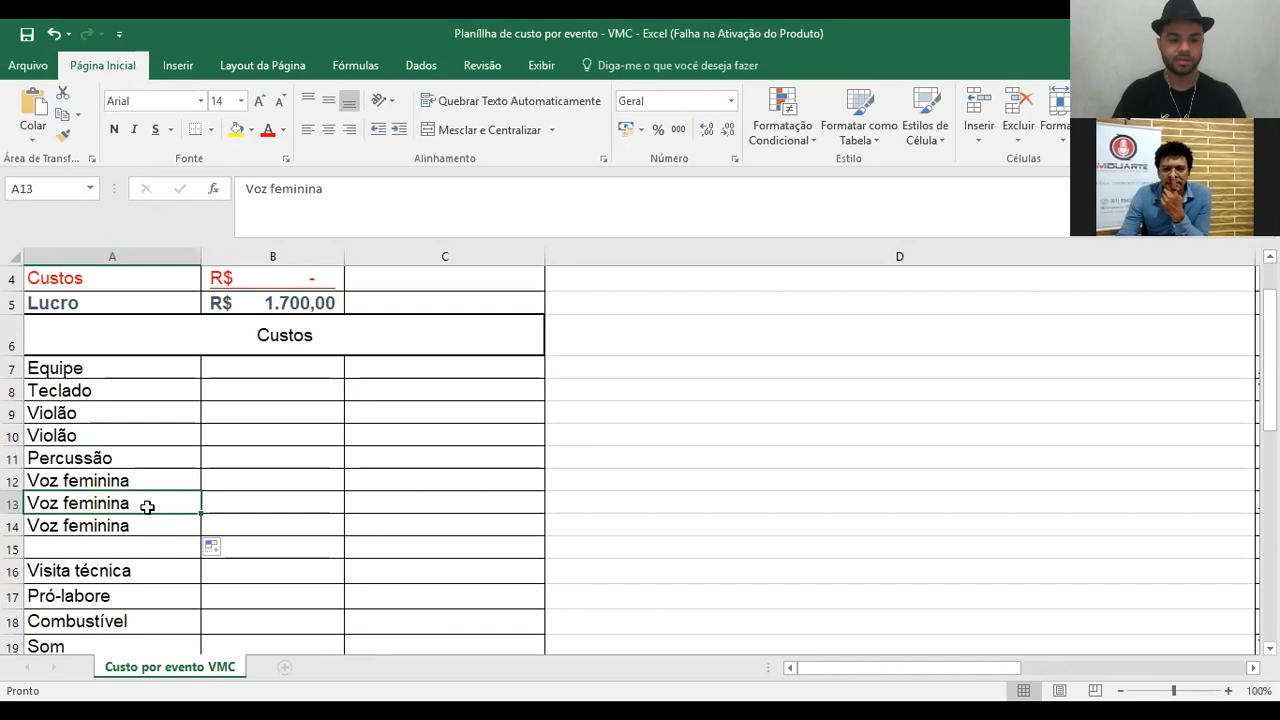 Planíllha de custo por evento - VMC - Excel (Falha na Ativação do Produto)
Arquivo Página Inicial Inserir Layout da Página Fórmulas Dados Revisão Exibir Diga-me o que você deseja fazer
Colar
Arial 14
N I S
Quebrar Texto Automaticamente
Mesclar e Centralizar
Geral
% 000
Formatação Condicional
Formatar como Tabela
Estilos de Célula
Inserir
Área de Transf... Fonte Alinhamento Número Estilo Células
A13 fx Voz feminina
A B C D
4 Custos R$ -
5 Lucro R$ 1.700,00
6 Custos
7 Equipe
8 Teclado
9 Violão
10 Violão
11 Percussão
12 Voz feminina
13 Voz feminina
14 Voz feminina
15
16 Visita técnica
17 Pró-labore
18 Combustível
19 Som
Custo por evento VMC
Pronto 100%